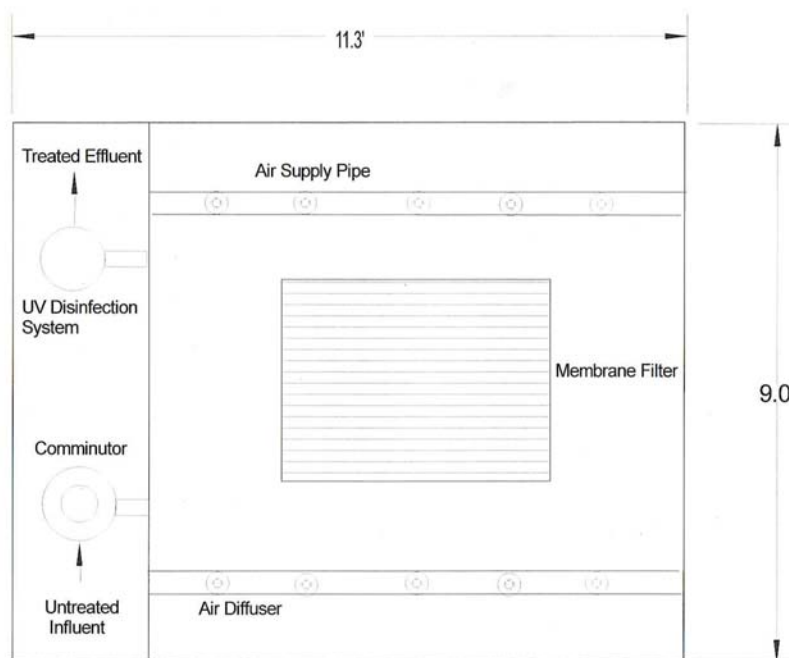 11.3'
Treated Effluent
Air Supply Pipe
UV Disinfection
System
Membrane Filter
9.0
Comminutor
Untreated
Influent
Air Diffuser